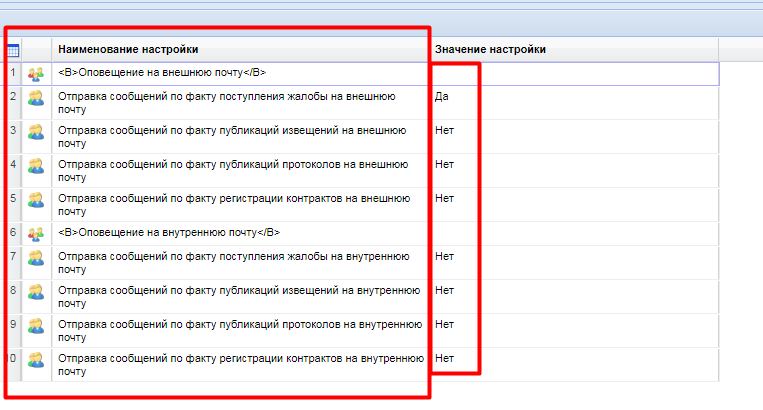 Наименование настройки Значение настройки
1 <B>Оповещение на внешнюю почту</B>
2 Отправка сообщений по факту поступления жалобы на внешнюю Да
почту
3 Отправка сообщений по факту публикаций извещений на внешнюю Нет
почту
4 Отправка сообщений по факту публикаций протоколов на внешнюю Нет
почту
5 Отправка сообщений по факту регистрации контрактов на внешнюю Нет
почту
6 <B>Оповещение на внутреннюю почту</B>
7 Отправка сообщений по факту поступления жалобы на внутреннюю Нет
почту
8 Отправка сообщений по факту публикаций извещений на внутреннюю Нет
почту
9 Отправка сообщений по факту публикаций протоколов на внутреннюю Нет
почту
0 Отправка сообщений по факту регистрации контрактов на внутреннюю Нет
почту